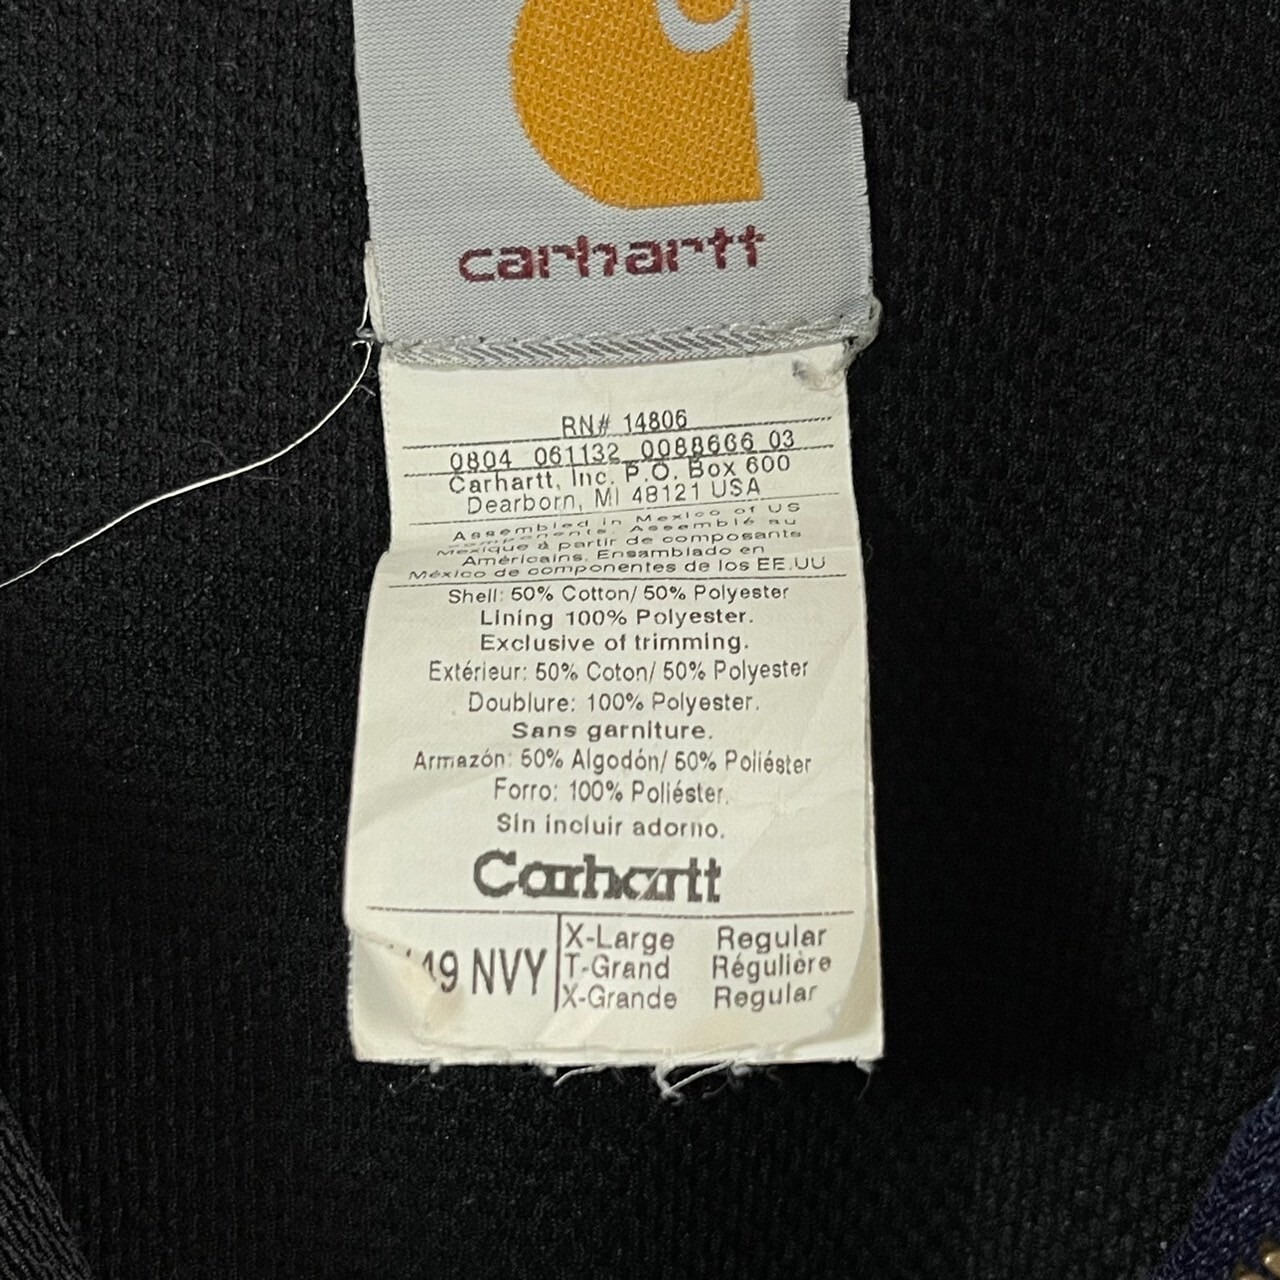 carhartt
RN# 14806
0804 061132 0088666 03
Carhartt, Inc. P.O. Box 600
Dearborn, MI 48121 USA
Assembled in Mexico of US
components. Assemblé au
Mexique à partir de composants
Américains. Ensamblado en
México de componentes de los EE.UU
Shell: 50% Cotton/ 50% Polyester
Lining 100% Polyester.
Exclusive of trimming.
Extérieur: 50% Coton/ 50% Polyester
Doublure: 100% Polyester.
Sans garniture.
Armazón: 50% Algodón/ 50% Poliéster
Forro: 100% Poliéster.
Sin incluir adorno.
Carhartt
NVY
X-Large Regular
T-Grand Régulière
X-Grande Regular